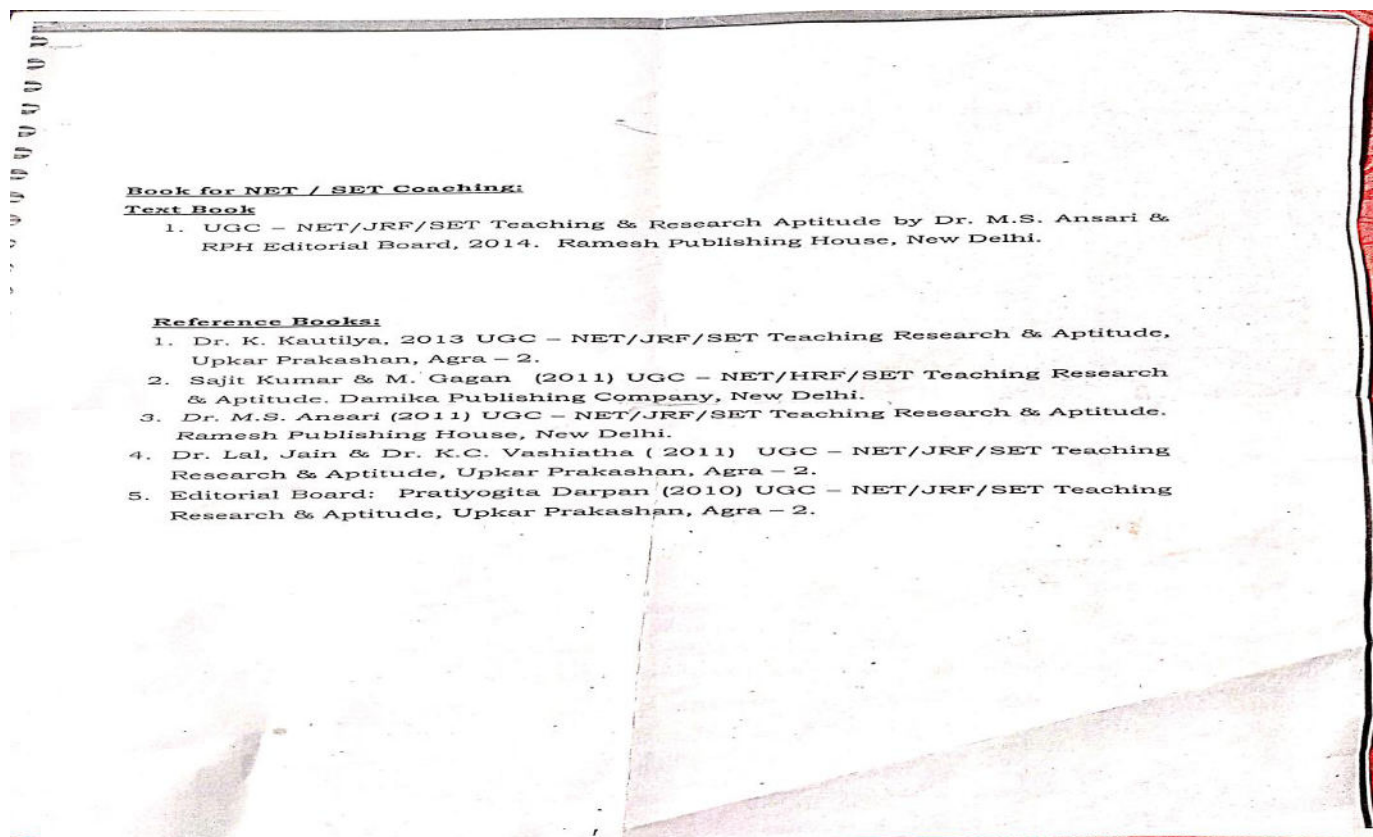 Book for NET / SET Coaching:
Text Book
1. UGC – NET/JRF/SET Teaching & Research Aptitude by Dr. M.S. Ansari &
RPH Editorial Board, 2014. Ramesh Publishing House, New Delhi.
Reference Books:
1. Dr. K. Kautilya, 2013 UGC – NET/JRF/SET Teaching Research & Aptitude,
Upkar Prakashan, Agra – 2.
2. Sajit Kumar & M. Gagan (2011) UGC – NET/HRF/SET Teaching Research
& Aptitude. Damika Publishing Company, New Delhi.
3. Dr. M.S. Ansari (2011) UGC – NET/JRF/SET Teaching Research & Aptitude.
Ramesh Publishing House, New Delhi.
4. Dr. Lal, Jain & Dr. K.C. Vashiatha ( 2011) UGC – NET/JRF/SET Teaching
Research & Aptitude, Upkar Prakashan, Agra – 2.
5. Editorial Board: Pratiyogita Darpan (2010) UGC – NET/JRF/SET Teaching
Research & Aptitude, Upkar Prakashan, Agra – 2.